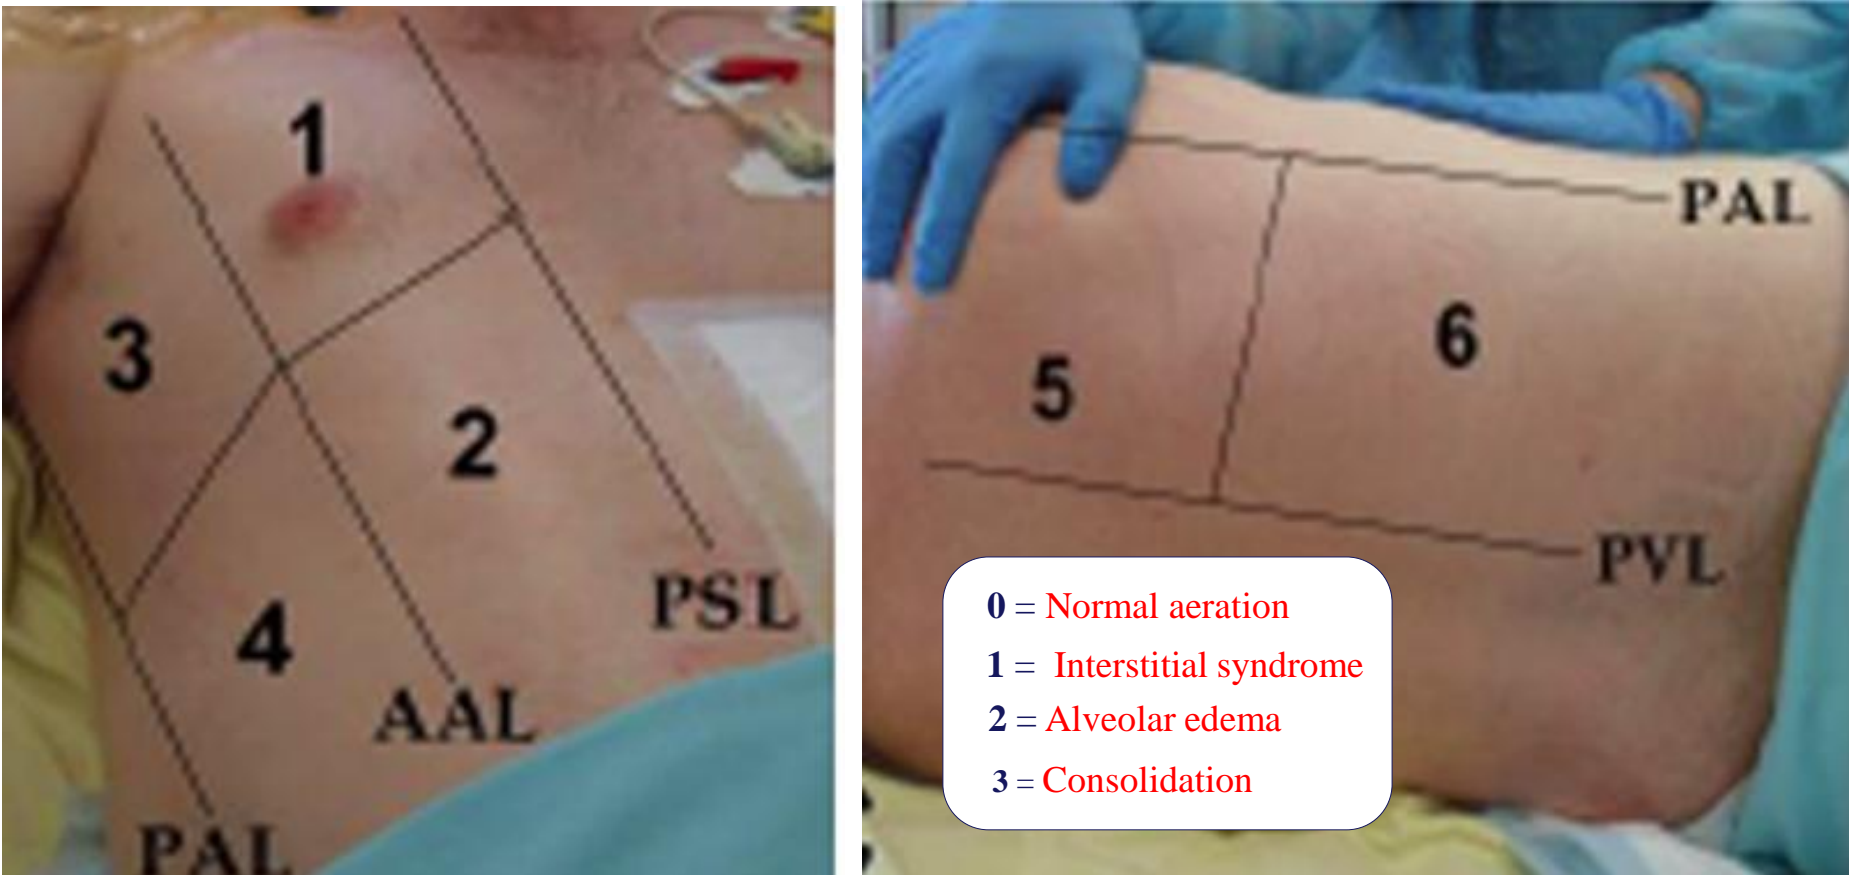 1
3
2
4
PSL
AAL
PAL
PAL
5
6
PVL
0 = Normal aeration
1 = Interstitial syndrome
2 = Alveolar edema
3 = Consolidation